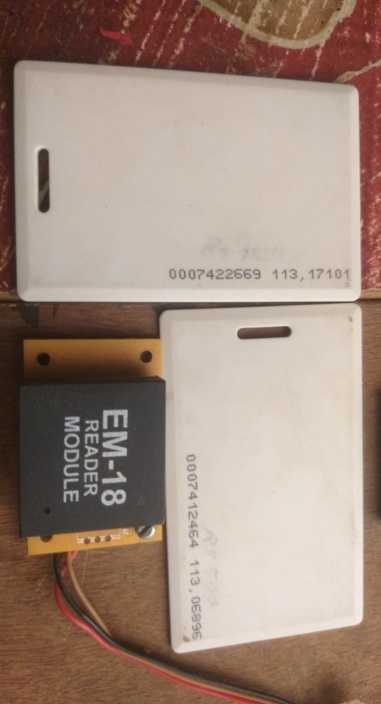 0007422669 113,17101
EM-18
READER
MODULE
0007412464 113,06896